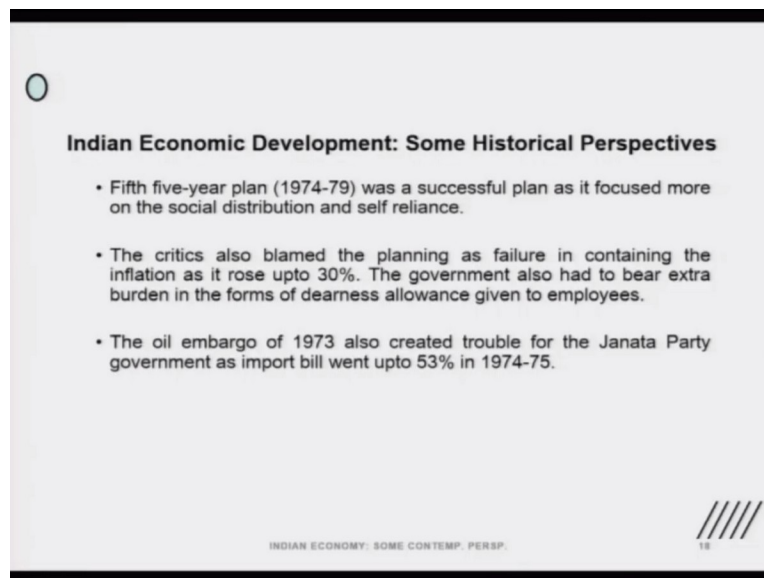 Indian Economic Development: Some Historical Perspectives
• Fifth five-year plan (1974-79) was a successful plan as it focused more
on the social distribution and self reliance.
• The critics also blamed the planning as failure in containing the
inflation as it rose upto 30%. The government also had to bear extra
burden in the forms of dearness allowance given to employees.
• The oil embargo of 1973 also created trouble for the Janata Party
government as import bill went upto 53% in 1974-75.
INDIAN ECONOMY: SOME CONTEMP. PERSP.
18